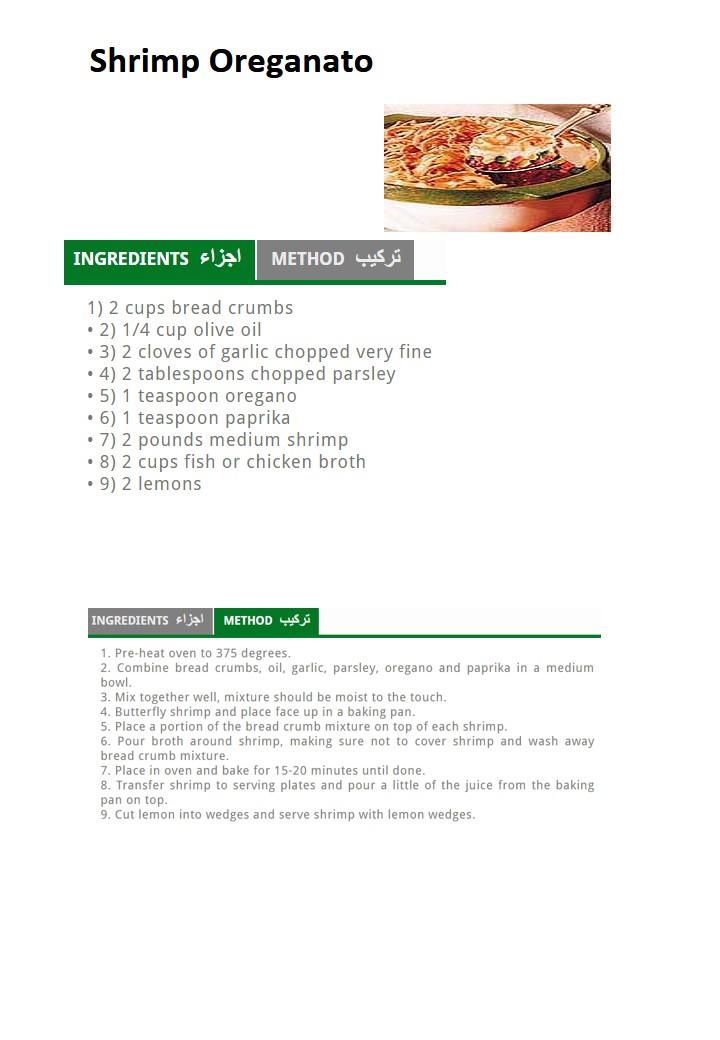 Shrimp Oreganato
INGREDIENTS اجزاء METHOD تركيب
1) 2 cups bread crumbs
• 2) 1/4 cup olive oil
• 3) 2 cloves of garlic chopped very fine
• 4) 2 tablespoons chopped parsley
• 5) 1 teaspoon oregano
• 6) 1 teaspoon paprika
• 7) 2 pounds medium shrimp
• 8) 2 cups fish or chicken broth
• 9) 2 lemons
INGREDIENTS اجزاء METHOD تركيب
1. Pre-heat oven to 375 degrees.
2. Combine bread crumbs, oil, garlic, parsley, oregano and paprika in a medium
bowl.
3. Mix together well, mixture should be moist to the touch.
4. Butterfly shrimp and place face up in a baking pan.
5. Place a portion of the bread crumb mixture on top of each shrimp.
6. Pour broth around shrimp, making sure not to cover shrimp and wash away
bread crumb mixture.
7. Place in oven and bake for 15-20 minutes until done.
8. Transfer shrimp to serving plates and pour a little of the juice from the baking
pan on top.
9. Cut lemon into wedges and serve shrimp with lemon wedges.